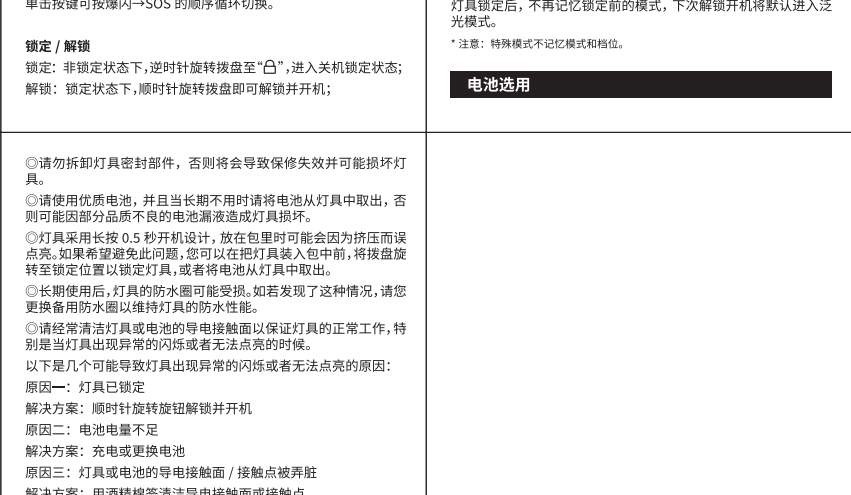 单击按键可按爆闪→SOS 的顺序循环切换。
锁定 / 解锁
锁定：非锁定状态下，逆时针旋转拨盘至“”，进入关机锁定状态；
解锁：锁定状态下，顺时针旋转拨盘即可解锁并开机；
灯具锁定后，不再记忆锁定前的模式，下次解锁开机将默认进入泛
光模式。
* 注意：特殊模式不记忆模式和档位。
电池选用
◎请勿拆卸灯具密封部件，否则将会导致保修失效并可能损坏灯
具。
◎请使用优质电池，并且当长期不用时请将电池从灯具中取出，否
则可能因部分品质不良的电池漏液造成灯具损坏。
◎灯具采用长按 0.5 秒开机设计，放在包里时可能会因为挤压而误
点亮。如果希望避免此问题，您可以在把灯具装入包中前，将拨盘旋
转至锁定位置以锁定灯具，或者将电池从灯具中取出。
◎长期使用后，灯具的防水圈可能受损。如若发现了这种情况，请您
更换备用防水圈以维持灯具的防水性能。
◎请经常清洁灯具或电池的导电接触面以保证灯具的正常工作，特
别是当灯具出现异常的闪烁或者无法点亮的时候。
以下是几个可能导致灯具出现异常的闪烁或者无法点亮的原因：
原因一：灯具已锁定
解决方案：顺时针旋转旋钮解锁并开机
原因二：电池电量不足
解决方案：充电或更换电池
原因三：灯具或电池的导电接触面 / 接触点被弄脏
解决方案：用酒精棉签清洁导电接触面或接触点